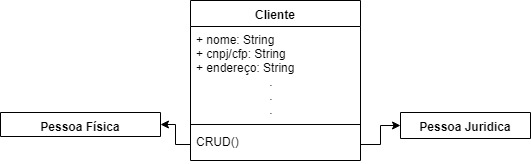 Cliente
+ nome: String
+ cnpj/cfp: String
+ endereço: String
.
.
.
Pessoa Física
Pessoa Juridica
CRUD()